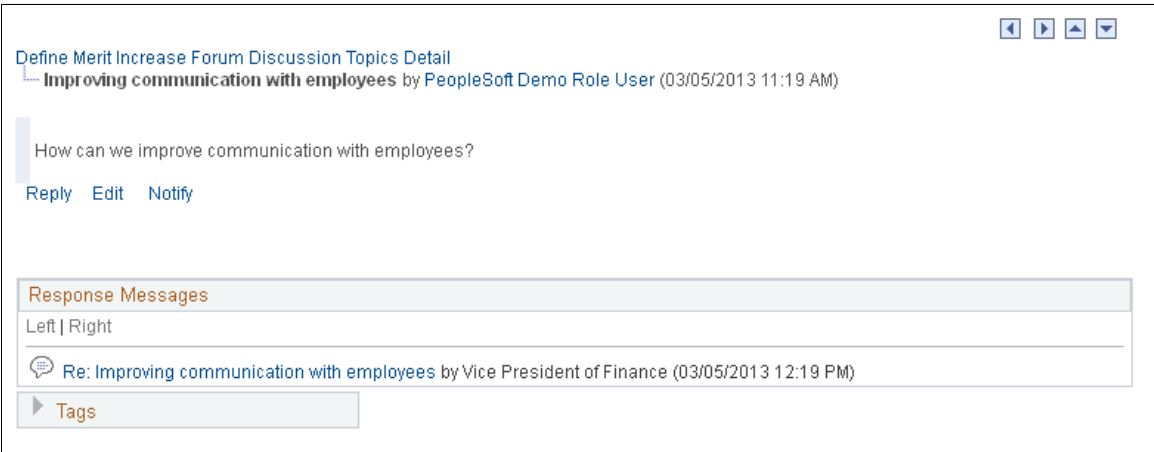 Define Merit Increase Forum Discussion Topics Detail
Improving communication with employees by PeopleSoft Demo Role User (03/05/2013 11:19 AM)
How can we improve communication with employees?
Reply Edit Notify
Response Messages
Left | Right
Re: Improving communication with employees by Vice President of Finance (03/05/2013 12:19 PM)
Tags